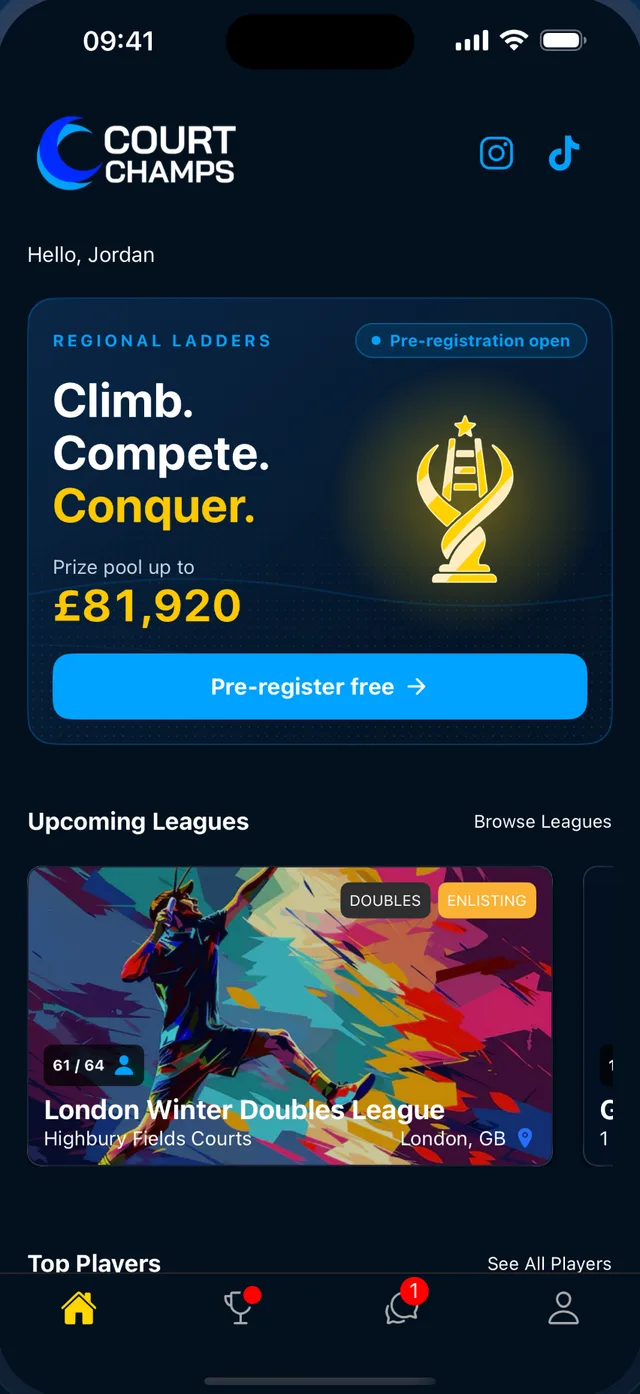 09:41
COURT
CHAMPS
Hello, Jordan
REGIONAL LADDERS
Pre-registration open
Climb.
Compete.
Conquer.
Prize pool up to
£81,920
Pre-register free →
Upcoming Leagues
Browse Leagues
DOUBLES
ENLISTING
61 / 64
London Winter Doubles League
Highbury Fields Courts
London, GB
Top Players
See All Players
1